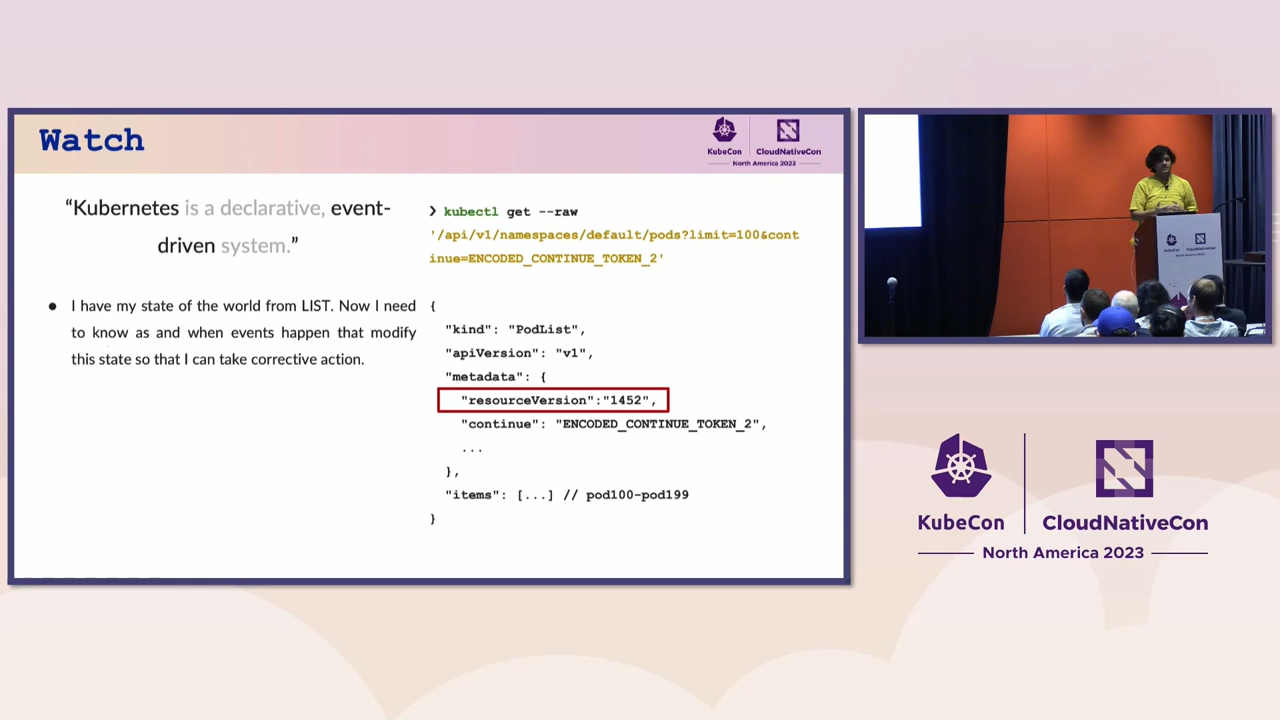 Watch
KubeCon
CloudNativeCon
North America 2023
“Kubernetes is a declarative, event-
driven system.”
● I have my state of the world from LIST. Now I need
to know as and when events happen that modify
this state so that I can take corrective action.
❯ kubectl get --raw
'/api/v1/namespaces/default/pods?limit=100&cont
inue=ENCODED_CONTINUE_TOKEN_2'
{
"kind": "PodList",
"apiVersion": "v1",
"metadata": {
"resourceVersion":"1452",
"continue": "ENCODED_CONTINUE_TOKEN_2",
...
},
"items": [...] // pod100-pod199
}
KubeCon
CloudNativeCon
KubeCon
CloudNativeCon
North America 2023